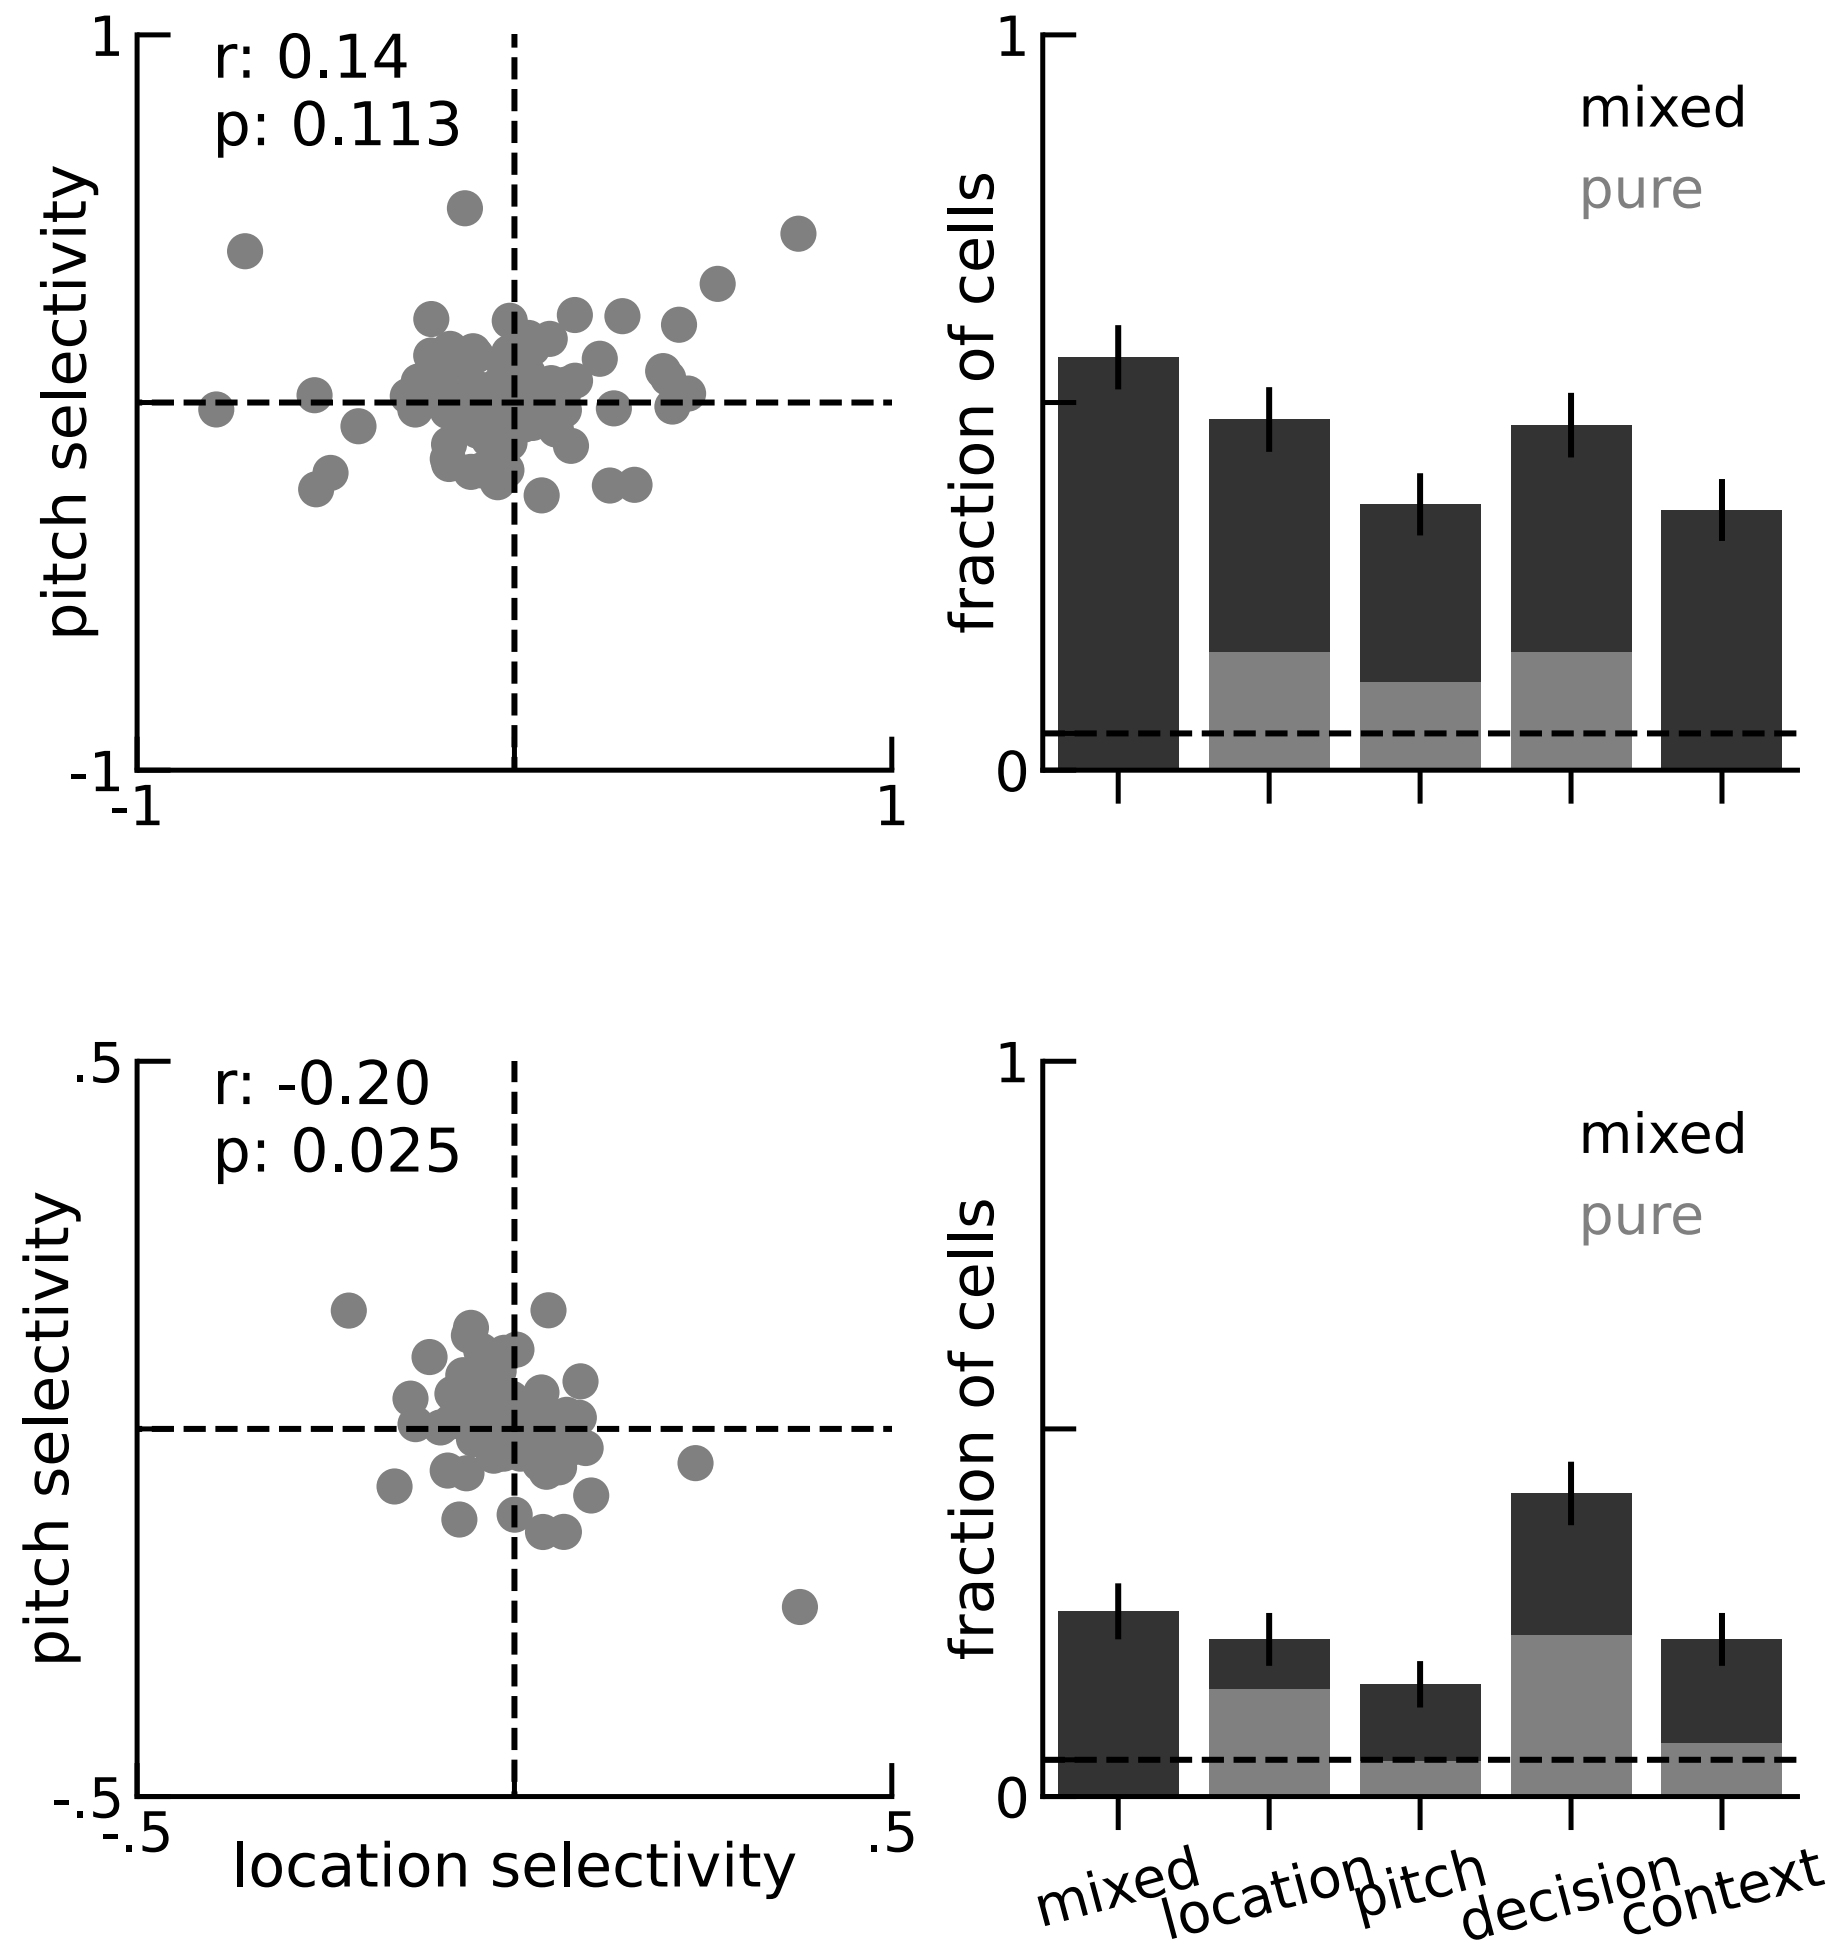 1
r: 0.14
p: 0.113
pitch selectivity
-1
-1
1
1
mixed
pure
fraction of cells
0
.5
r: -0.20
p: 0.025
pitch selectivity
-.5
-.5
.5
location selectivity
1
mixed
pure
fraction of cells
0
mixed
location
pitch
decision
context